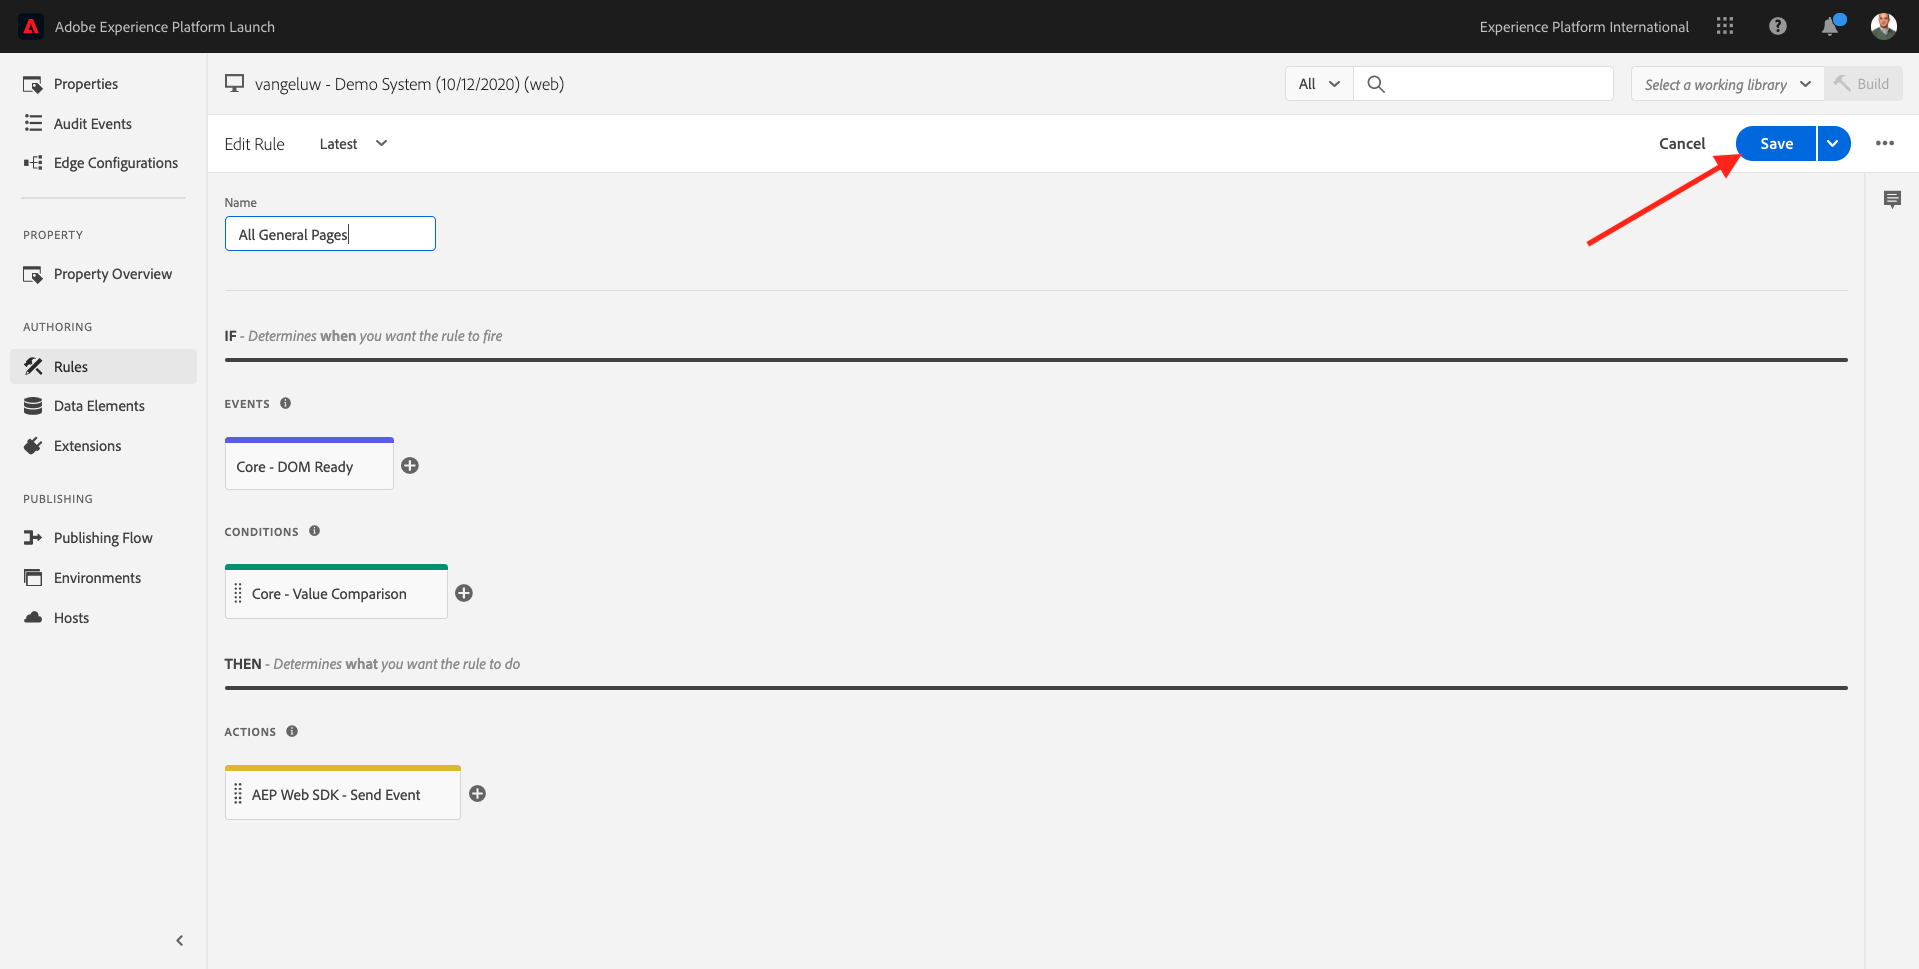 Adobe Experience Platform Launch
Experience Platform International
Properties
Audit Events
Edge Configurations
PROPERTY
Property Overview
AUTHORING
Rules
Data Elements
Extensions
PUBLISHING
Publishing Flow
Environments
Hosts
vangeluw - Demo System (10/12/2020) (web)
All
Select a working library
Build
Edit Rule
Latest
Cancel
Save
Name
All General Pages
IF - Determines when you want the rule to fire
EVENTS
Core - DOM Ready
CONDITIONS
Core - Value Comparison
THEN - Determines what you want the rule to do
ACTIONS
AEP Web SDK - Send Event